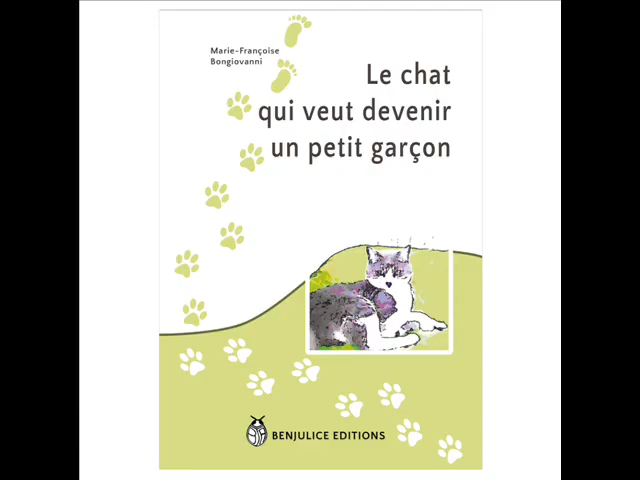 Marie-Françoise
Bongiovanni
Le chat
qui veut devenir
un petit garçon
BENJULICE EDITIONS